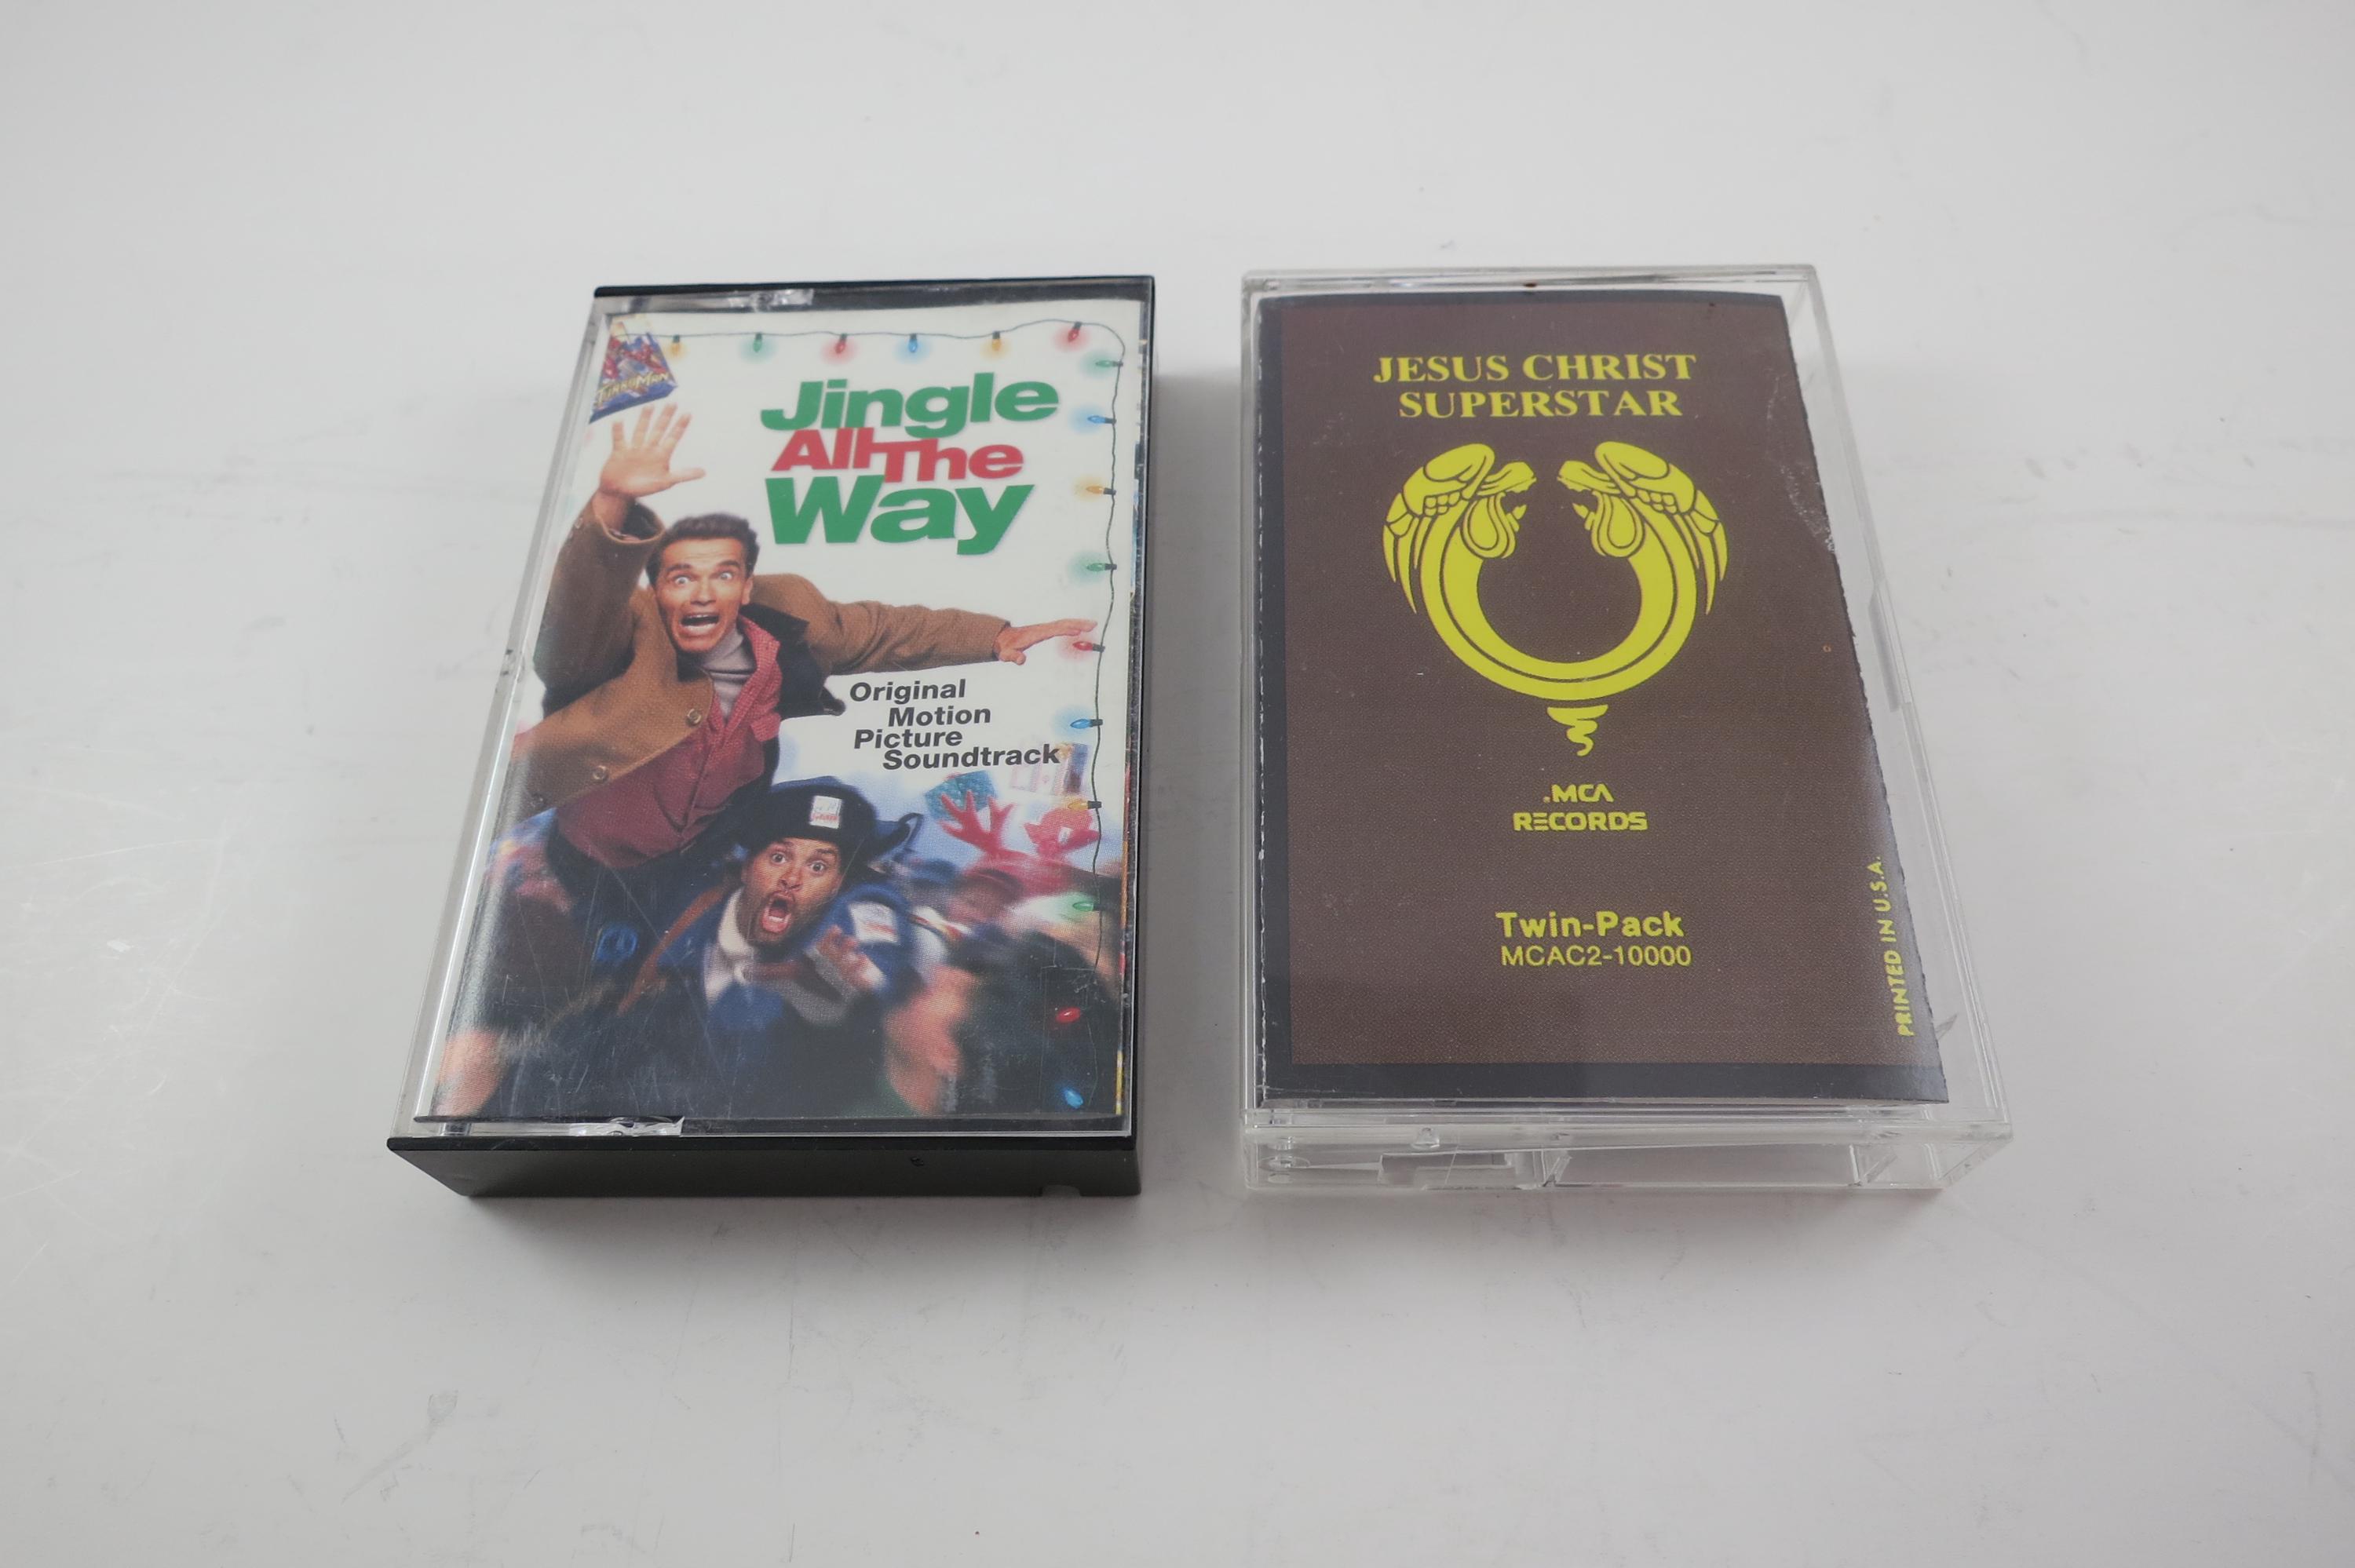 TURBOMAN
Jingle
All The
Way
Original
Motion
Picture
Soundtrack
JESUS CHRIST
SUPERSTAR
MCA
RECORDS
Twin-Pack
MCAC2-10000
PRINTED IN U.S.A.